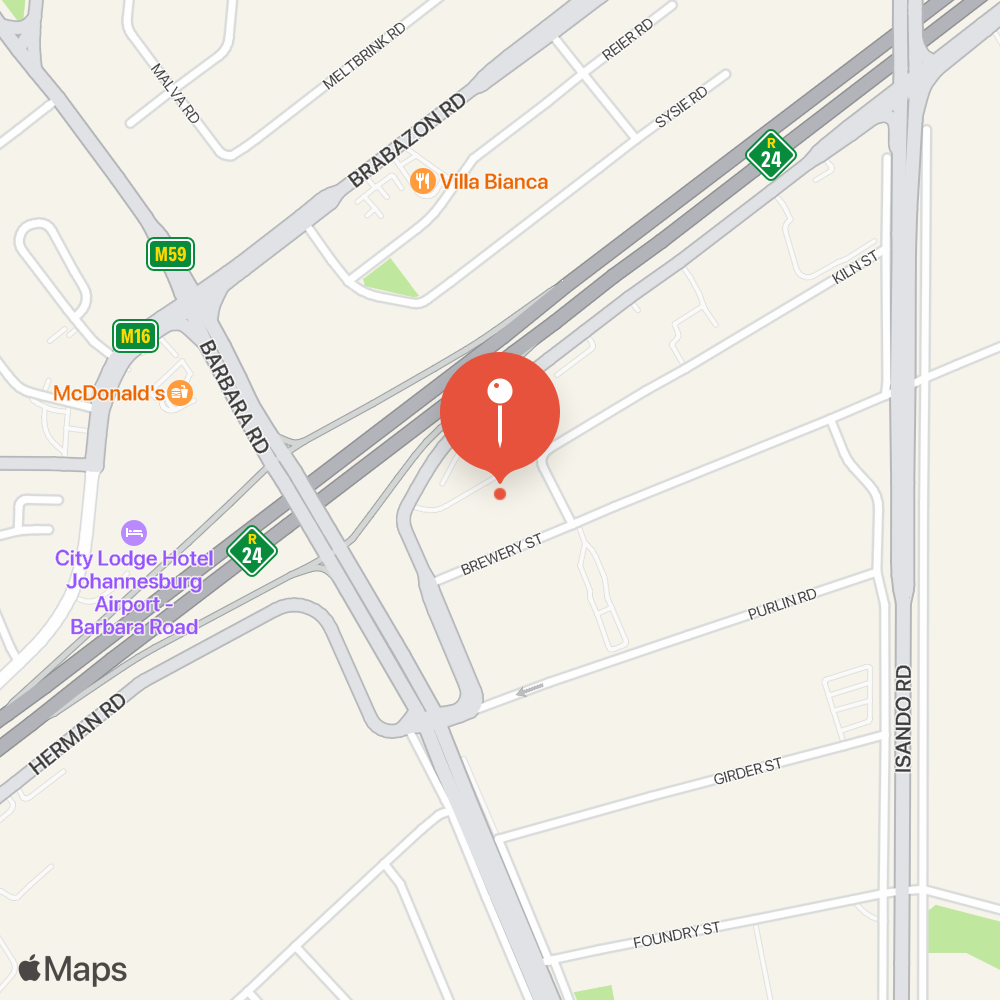 REIER RD
MELTBRINK RD
MALVA RD
SYSIE RD
BRABAZON RD
R
24
Villa Bianca
M59
KILN ST
M16
BARBARA RD
McDonald's
R
24
City Lodge Hotel
Johannesburg
Airport -
Barbara Road
BREWERY ST
PURLIN RD
HERMAN RD
ISANDO RD
GIRDER ST
FOUNDRY ST
Maps